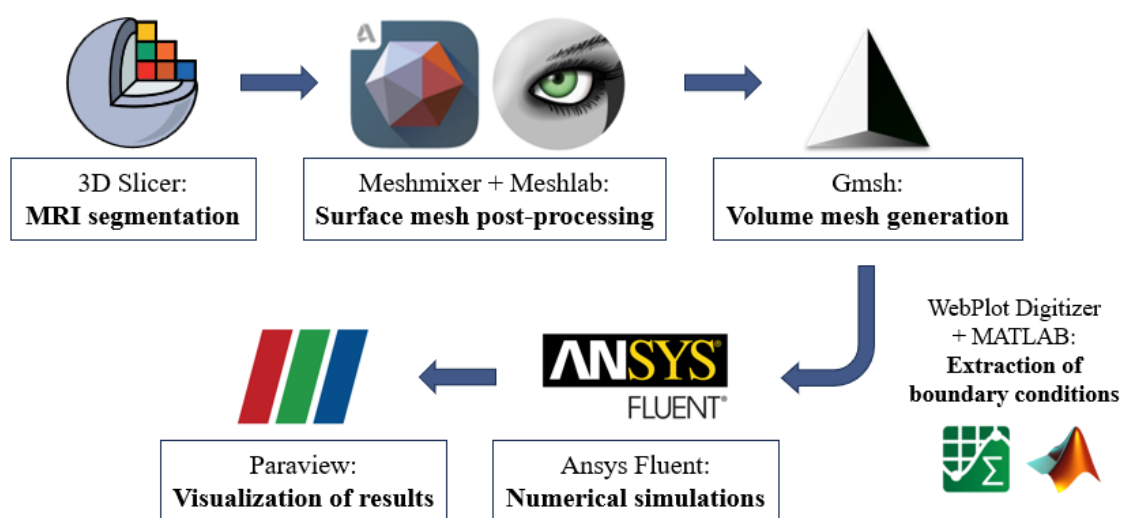 3D Slicer:
MRI segmentation
Meshmixer + Meshlab:
Surface mesh post-processing
Gmsh:
Volume mesh generation
WebPlot Digitizer
+ MATLAB:
Extraction of
boundary conditions
ANSYS®
FLUENT®
Ansys Fluent:
Numerical simulations
Paraview:
Visualization of results